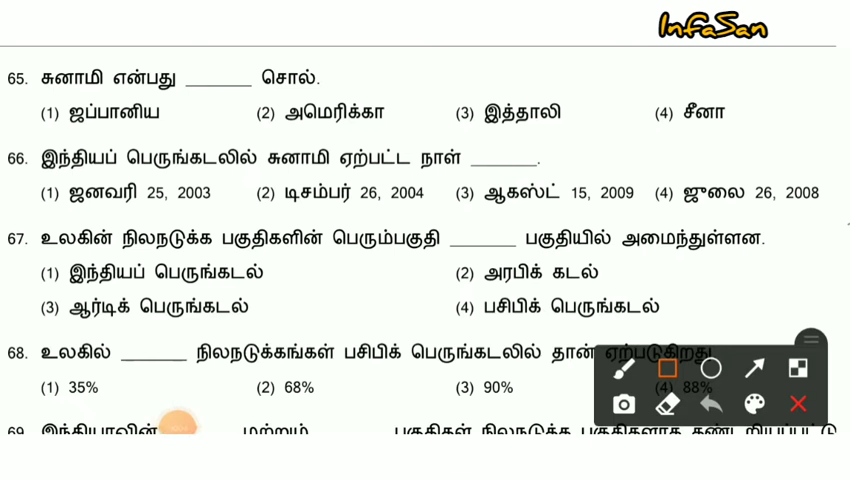 InFaSan
65. சுனாமி என்பது _______ சொல்.
(1) ஜப்பானிய (2) அமெரிக்கா (3) இத்தாலி (4) சீனா
66. இந்தியப் பெருங்கடலில் சுனாமி ஏற்பட்ட நாள் _______.
(1) ஜனவரி 25, 2003 (2) டிசம்பர் 26, 2004 (3) ஆகஸ்ட் 15, 2009 (4) ஜுலை 26, 2008
67. உலகின் நிலநடுக்க பகுதிகளின் பெரும்பகுதி _______ பகுதியில் அமைந்துள்ளன.
(1) இந்தியப் பெருங்கடல் (2) அரபிக் கடல்
(3) ஆர்டிக் பெருங்கடல் (4) பசிபிக் பெருங்கடல்
68. உலகில் _______ நிலநடுக்கங்கள் பசிபிக் பெருங்கடலில் தான் ஏற்படுகிறது
(1) 35% (2) 68% (3) 90% (4) 88%
69 இந்தியாவின் மற்றும் பகுதிகள் நிலநடுக்க பகுதிகளாக